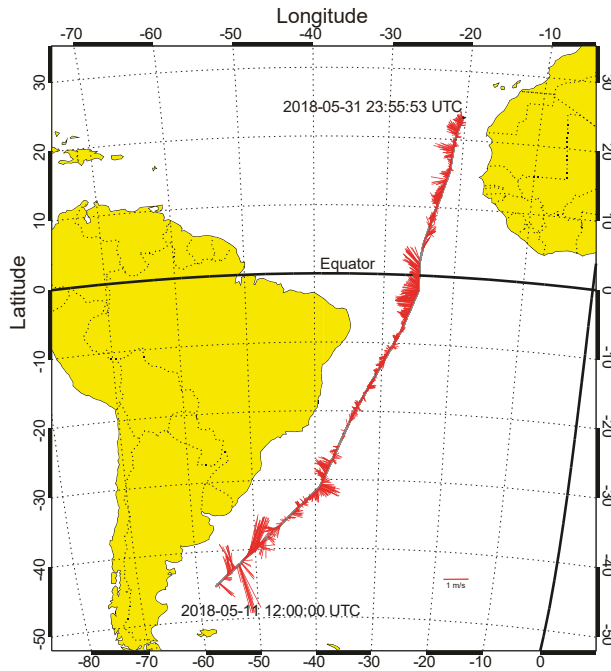 Longitude
-70 -60 -50 -40 -30 -20 -10
30 30
2018-05-31 23:55:53 UTC
20 20
10 10
Equator
Latitude
0 0
-10 -10
-20 -20
-30 -30
-40 -40
1 m/s
2018-05-11 12:00:00 UTC
-50 -50
-80 -70 -60 -50 -40 -30 -20 -10 0